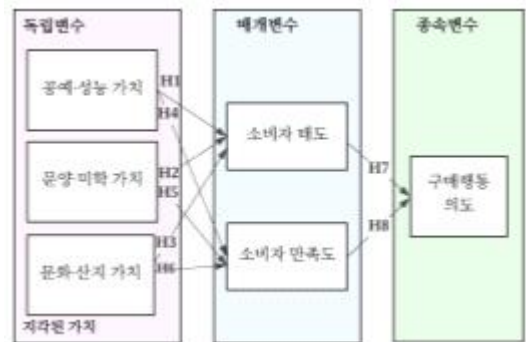 독립변수
매개변수
종속변수
공예·성능 가치
H1
H4
소비자 태도
H7
문양·미학 가치
H2
H5
구매행동
의도
H3
H8
문화·산지 가치
H6
소비자 만족도
지각된 가치